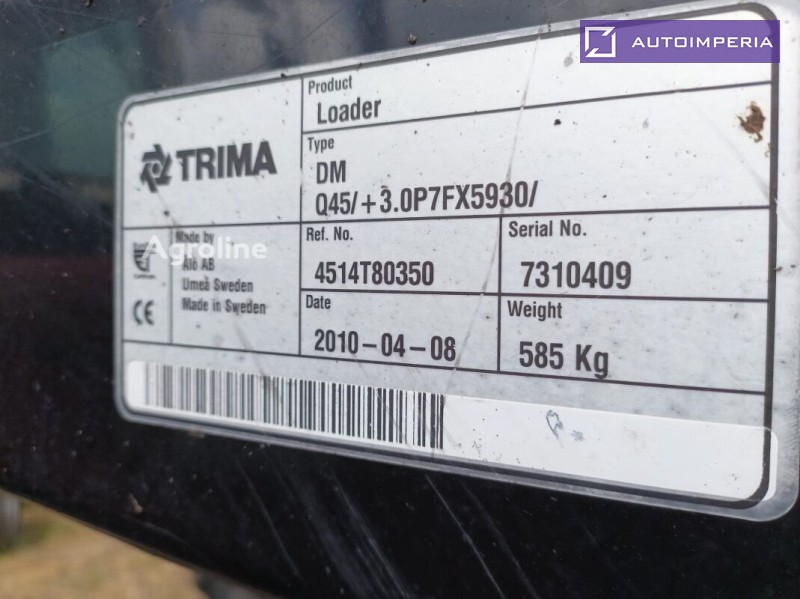 AUTOIMPERIA
Product
Loader
TRIMA
Type
DM
Q45/+3.0P7FX5930/
Made by
Alö AB
Umeå Sweden
Made in Sweden
Agroline
CE
Ref. No.
4514T80350
Serial No.
7310409
Date
2010-04-08
Weight
585 Kg